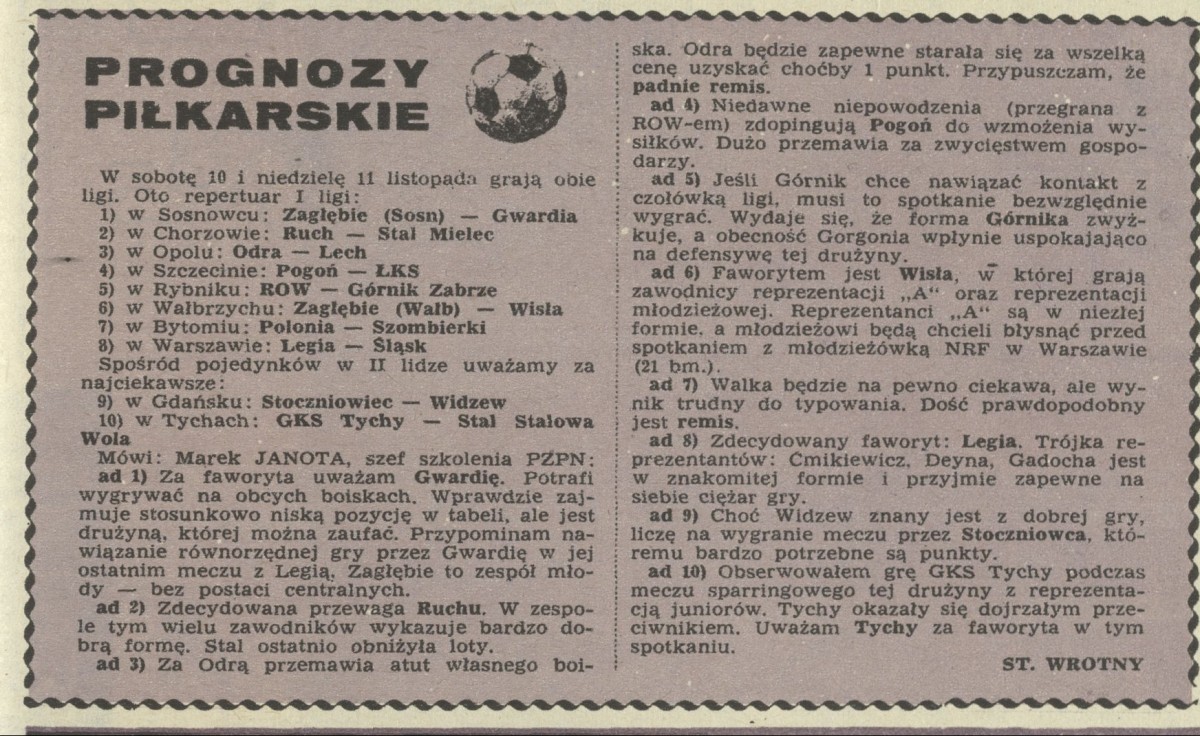 PROGNOZY
PIŁKARSKIE
W sobotę 10 i niedzielę 11 listopada grają obie
ligi. Oto repertuar I ligi:
1) w Sosnowcu: Zagłębie (Sosn) — Gwardia
2) w Chorzowie: Ruch — Stal Mielec
3) w Opolu: Odra — Lech
4) w Szczecinie: Pogoń — ŁKS
5) w Rybniku: ROW — Górnik Zabrze
6) w Wałbrzychu: Zagłębie (Wałb) — Wisła
7) w Bytomiu: Polonia — Szombierki
8) w Warszawie: Legia — Śląsk
Spośród pojedynków w II lidze uważamy za
najciekawsze:
9) w Gdańsku: Stoczniowiec — Widzew
10) w Tychach: GKS Tychy — Stal Stalowa
Wola
Mówi: Marek JANOTA, szef szkolenia PZPN:
ad 1) Za faworyta uważam Gwardię. Potrafi
wygrywać na obcych boiskach. Wprawdzie zaj-
muje stosunkowo niską pozycję w tabeli, ale jest
drużyną, której można zaufać. Przypominam na-
wiązanie równorzędnej gry przez Gwardię w jej
ostatnim meczu z Legią. Zagłębie to zespół mło-
dy — bez postaci centralnych.
ad 2) Zdecydowana przewaga Ruchu. W zespo-
le tym wielu zawodników wykazuje bardzo do-
brą formę. Stal ostatnio obniżyła loty.
ad 3) Za Odrą przemawia atut własnego boi-
ska. Odra będzie zapewne starała się za wszelką
cenę uzyskać choćby 1 punkt. Przypuszczam, że
padnie remis.
ad 4) Niedawne niepowodzenia (przegrana z
ROW-em) zdopingują Pogoń do wzmożenia wy-
siłków. Dużo przemawia za zwycięstwem gospo-
darzy.
ad 5) Jeśli Górnik chce nawiązać kontakt z
czołówką ligi, musi to spotkanie bezwzględnie
wygrać. Wydaje się, że forma Górnika zwyż-
kuje, a obecność Gorgonia wpłynie uspokajająco
na defensywę tej drużyny.
ad 6) Faworytem jest Wisła, w której grają
zawodnicy reprezentacji „A" oraz reprezentacji
młodzieżowej. Reprezentanci „A" są w niezłej
formie, a młodzieżowi będą chcieli błysnąć przed
spotkaniem z młodzieżówką NRF w Warszawie
(21 bm.).
ad 7) Walka będzie na pewno ciekawa, ale wy-
nik trudny do typowania. Dość prawdopodobny
jest remis.
ad 8) Zdecydowany faworyt: Legia. Trójka re-
prezentantów: Ćmikiewicz, Deyna, Gadocha jest
w znakomitej formie i przyjmie zapewne na
siebie ciężar gry.
ad 9) Choć Widzew znany jest z dobrej gry,
liczę na wygranie meczu przez Stoczniowca, któ-
remu bardzo potrzebne są punkty.
ad 10) Obserwowałem grę GKS Tychy podczas
meczu sparringowego tej drużyny z reprezenta-
cją juniorów. Tychy okazały się dojrzałym prze-
ciwnikiem. Uważam Tychy za faworyta w tym
spotkaniu.
ST. WROTNY